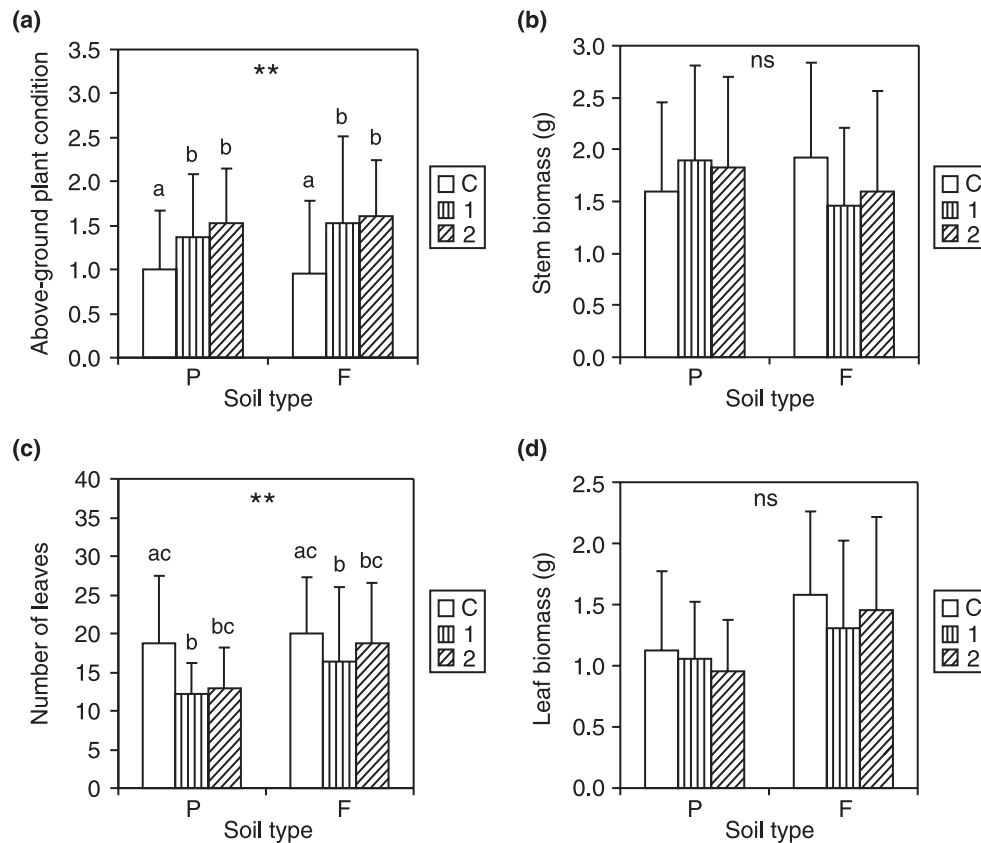 (a)
Above-ground plant condition
3.5
3.0
2.5
2.0
1.5
1.0
0.5
0.0
**
a
b
b
a
b
b
P
F
Soil type
C
1
2
(b)
Stem biomass (g)
3.0
2.5
2.0
1.5
1.0
0.5
0.0
ns
P
F
Soil type
C
1
2
(c)
Number of leaves
40
35
30
25
20
15
10
5
0
**
ac
b
bc
ac
b
bc
P
F
Soil type
C
1
2
(d)
Leaf biomass (g)
2.5
2.0
1.5
1.0
0.5
0.0
ns
P
F
Soil type
C
1
2